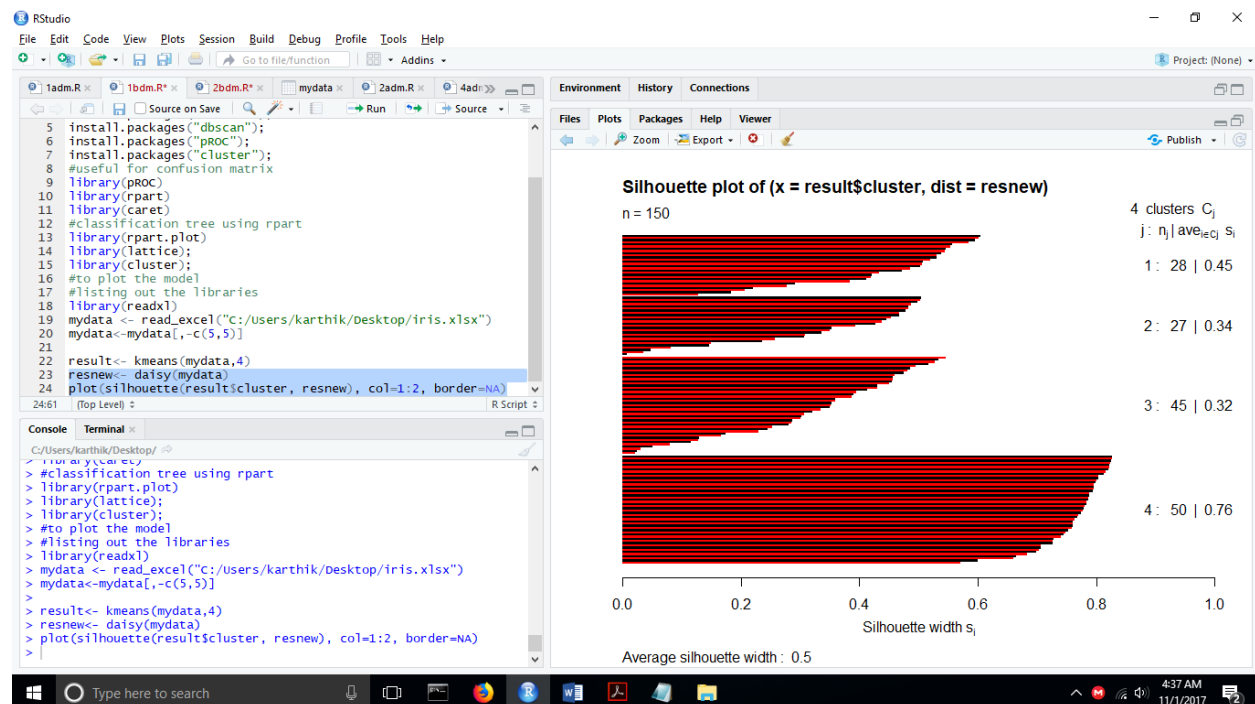 RStudio
File Edit Code View Plots Session Build Debug Profile Tools Help
Go to file/function Addins Project: (None)
1adm.R 1bdm.R* 2bdm.R* mydata 2adm.R
Source on Save Run Source
5 install.packages("dbscan");
6 install.packages("pROC");
7 install.packages("cluster");
8 #useful for confusion matrix
9 library(pROC)
10 library(rpart)
11 library(caret)
12 #classification tree using rpart
13 library(rpart.plot)
14 library(lattice);
15 library(cluster);
16 #to plot the model
17 #listing out the libraries
18 library(readxl)
19 mydata <- read_excel("C:/Users/karthik/Desktop/iris.xlsx")
20 mydata<-mydata[,-c(5,5)]
21
22 result<- kmeans(mydata,4)
23 resnew<- daisy(mydata)
24 plot(silhouette(result$cluster, resnew), col=1:2, border=NA)
24:61 (Top Level) R Script
Console Terminal
C:/Users/karthik/Desktop/
> library(caret)
> #classification tree using rpart
> library(rpart.plot)
> library(lattice);
> library(cluster);
> #to plot the model
> #listing out the libraries
> library(readxl)
> mydata <- read_excel("C:/Users/karthik/Desktop/iris.xlsx")
> mydata<-mydata[,-c(5,5)]
>
> result<- kmeans(mydata,4)
> resnew<- daisy(mydata)
> plot(silhouette(result$cluster, resnew), col=1:2, border=NA)
>
Environment History Connections
Files Plots Packages Help Viewer
Zoom Export Publish
Silhouette plot of (x = result$cluster, dist = resnew)
n = 150
4 clusters Cj
j : nj | avei∈Cj si
1 : 28 | 0.45
2 : 27 | 0.34
3 : 45 | 0.32
4 : 50 | 0.76
0.0 0.2 0.4 0.6 0.8 1.0
Silhouette width si
Average silhouette width : 0.5
Type here to search
4:37 AM
11/1/2017